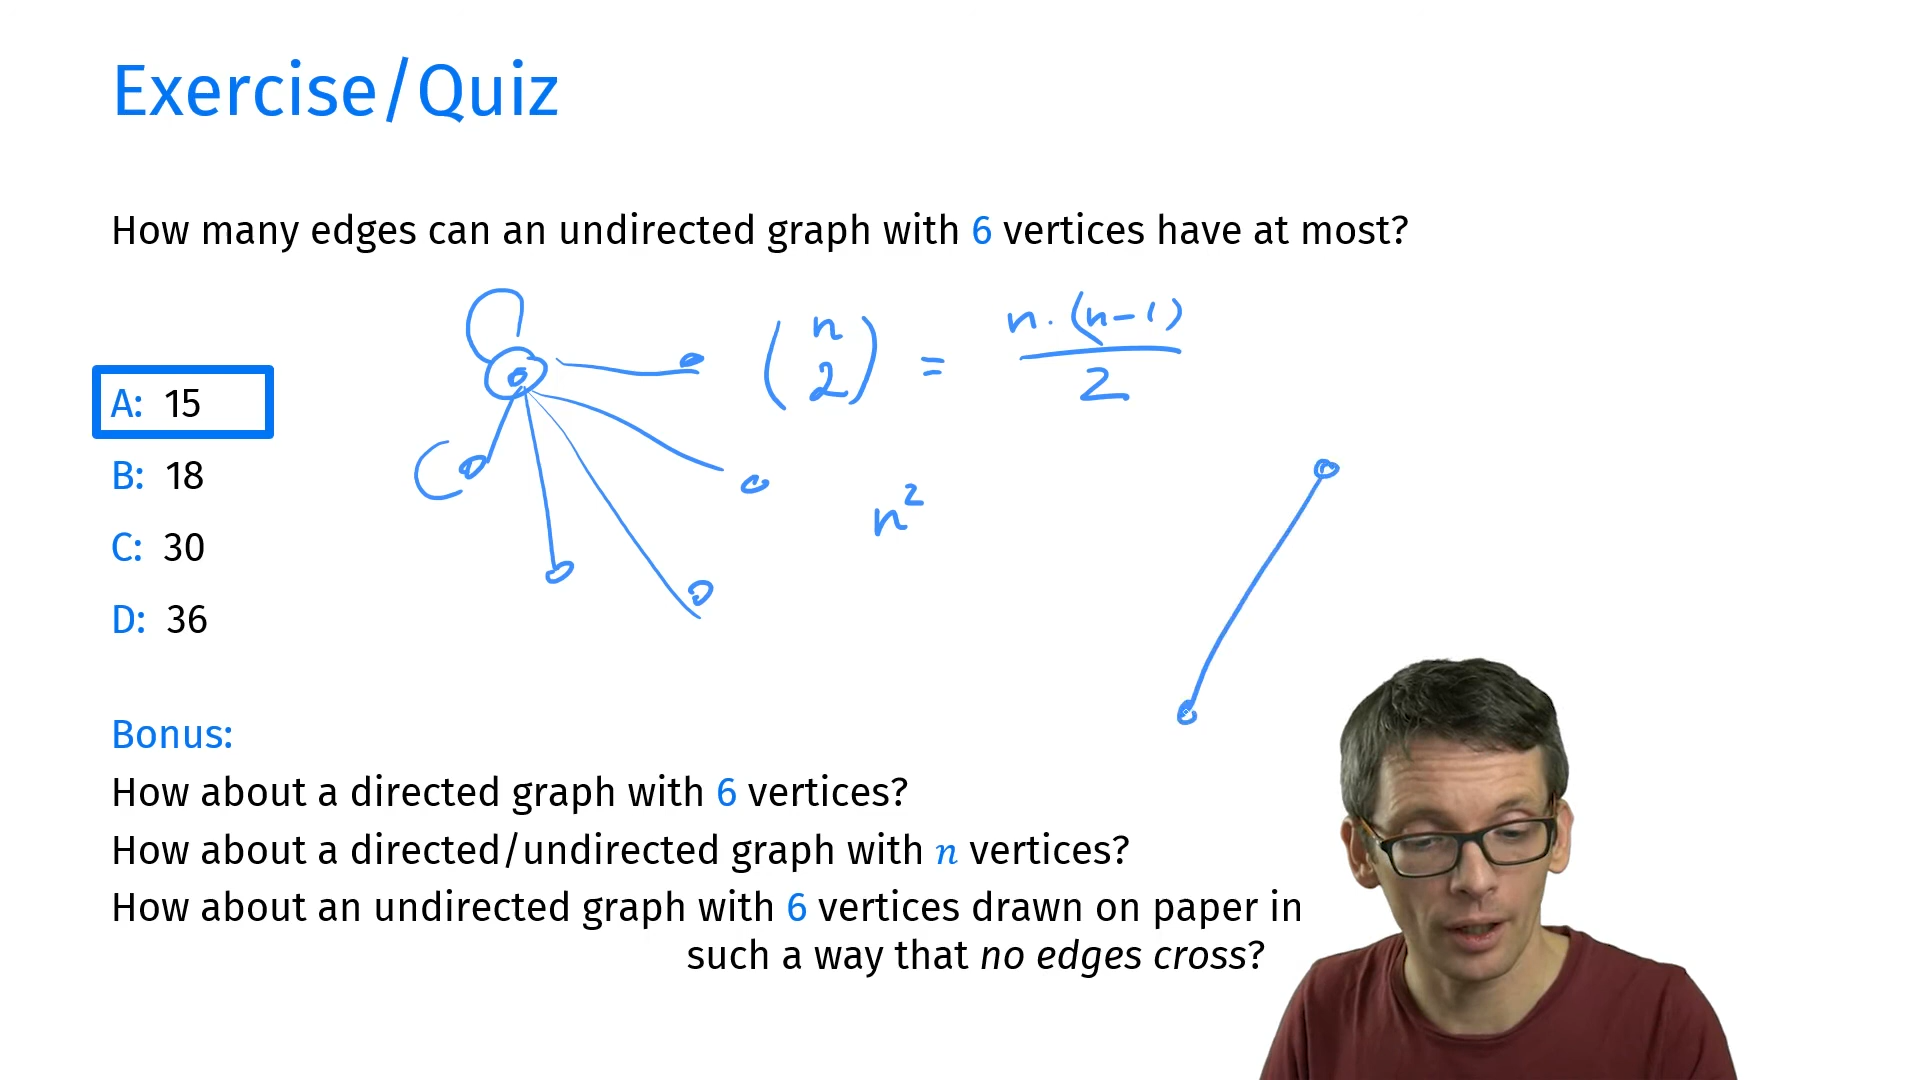 Exercise/Quiz
How many edges can an undirected graph with 6 vertices have at most?
(n 2) = n · (n-1) / 2
A: 15
B: 18
n²
C: 30
D: 36
Bonus:
How about a directed graph with 6 vertices?
How about a directed/undirected graph with n vertices?
How about an undirected graph with 6 vertices drawn on paper in
such a way that no edges cross?